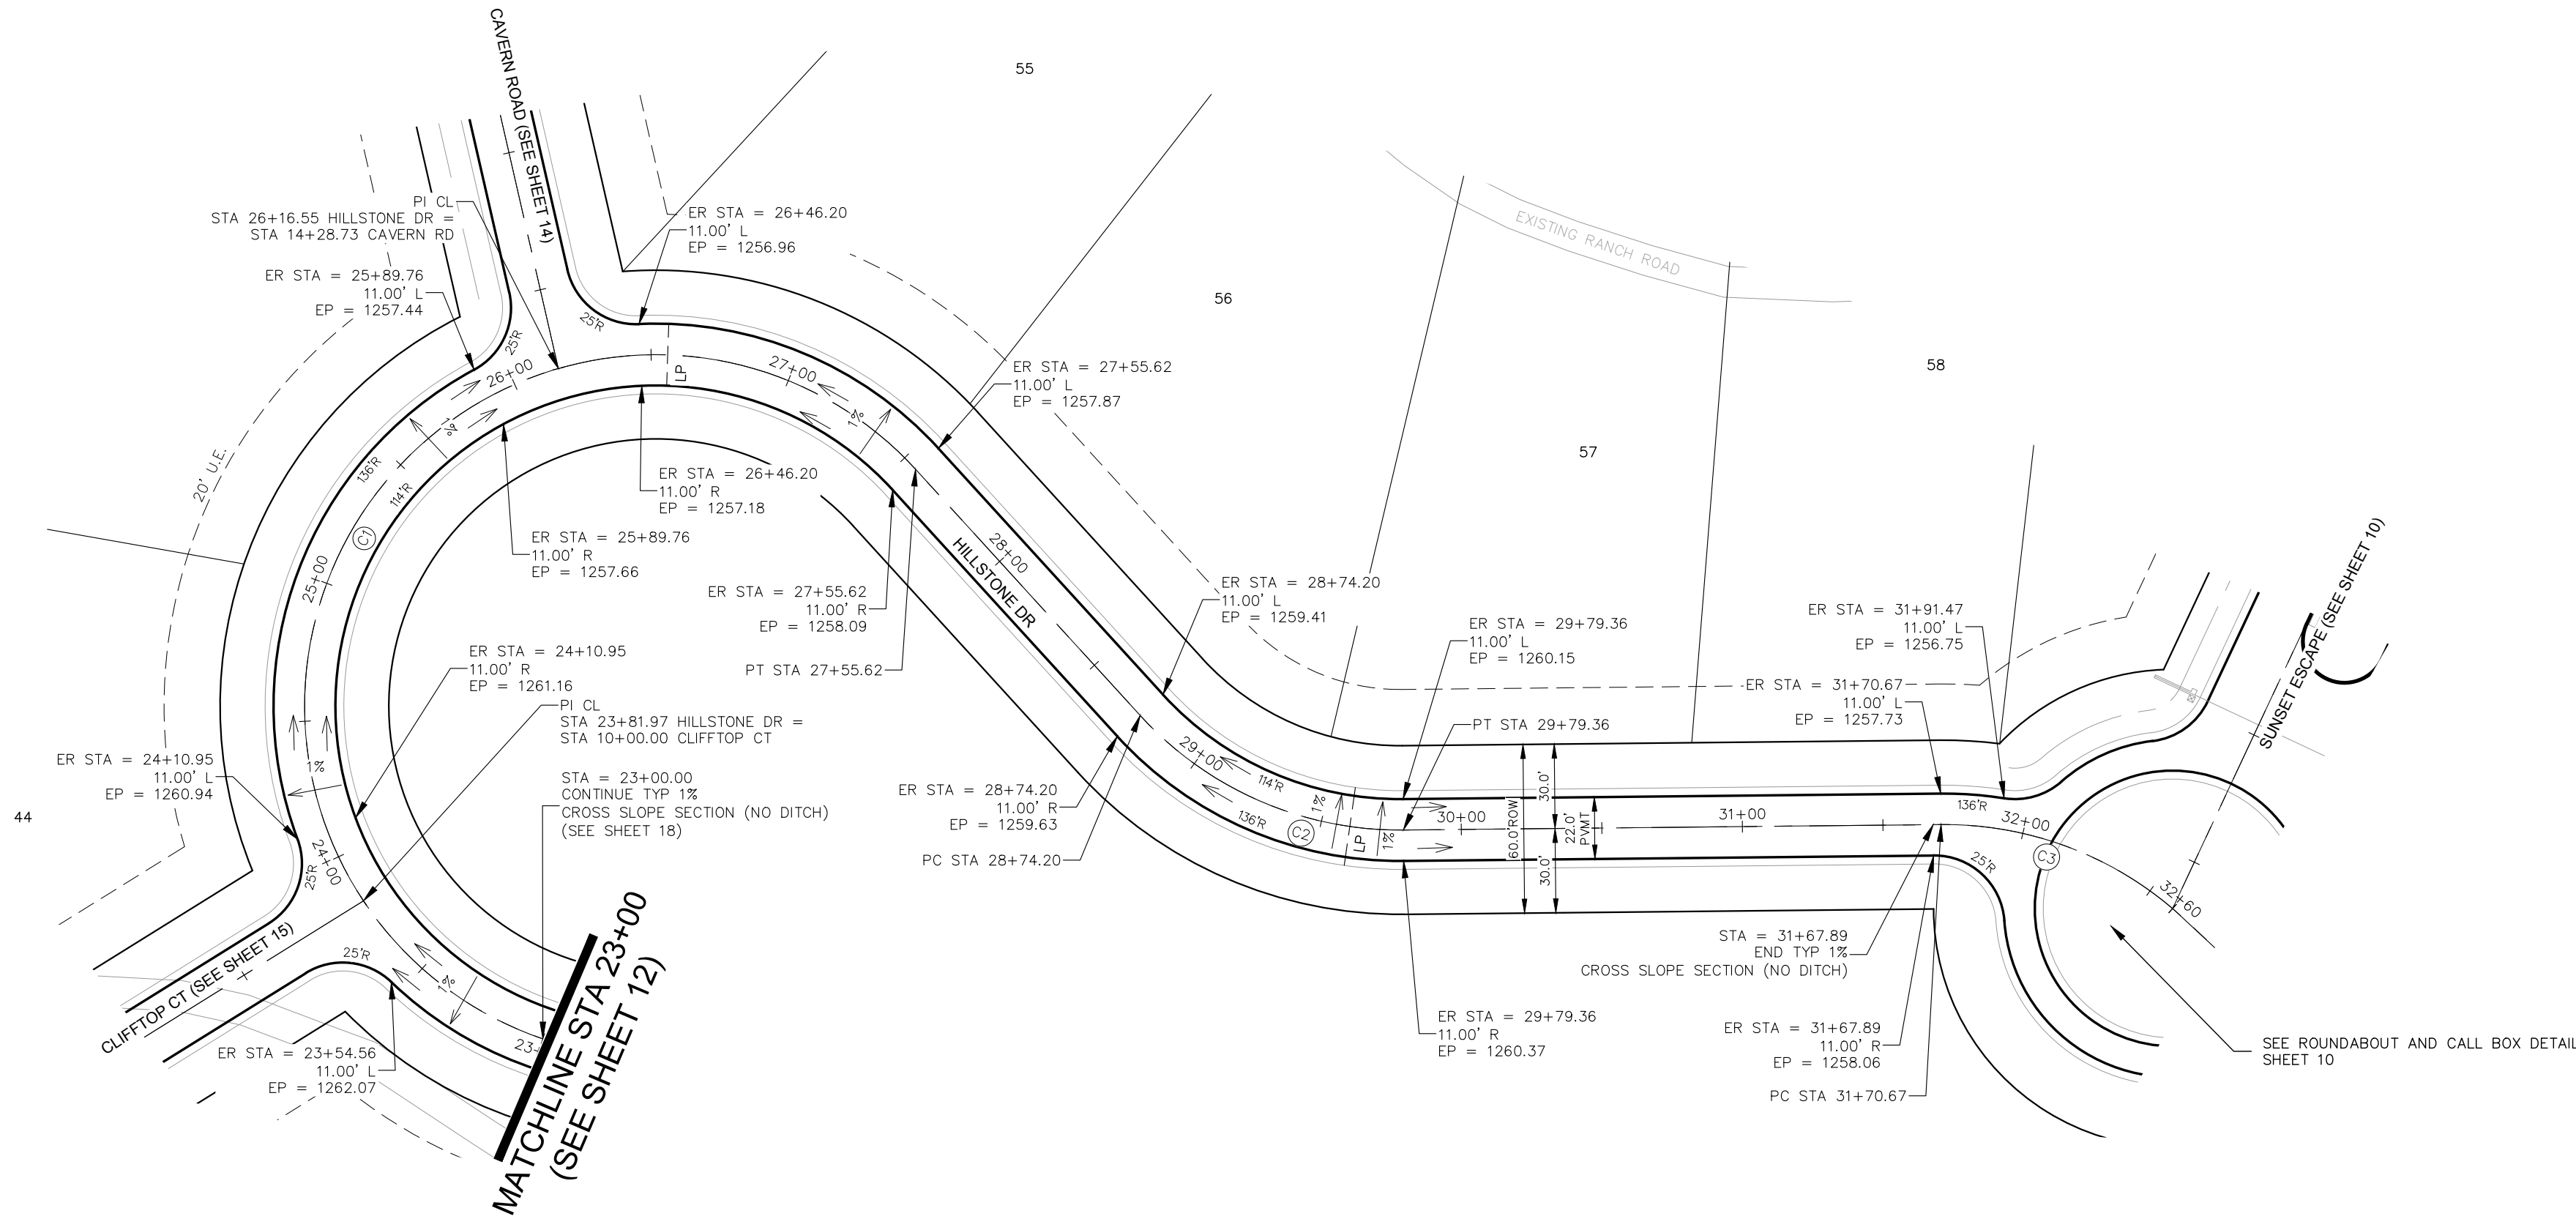 CAVERN ROAD (SEE SHEET 14)
55
PI CL
STA 26+16.55 HILLSTONE DR =
STA 14+28.73 CAVERN RD
ER STA = 26+46.20
11.00' L
EP = 1256.96
ER STA = 25+89.76
11.00' L
EP = 1257.44
EXISTING RANCH ROAD
56
25'R
25'R
26+00
LP
27+00
ER STA = 27+55.62
11.00' L
EP = 1257.87
58
1%
57
20' U.E.
136'R
114'R
C1
ER STA = 26+46.20
11.00' R
EP = 1257.18
ER STA = 25+89.76
11.00' R
EP = 1257.66
25+00
28+00
HILLSTONE DR
ER STA = 27+55.62
11.00' R
EP = 1258.09
PT STA 27+55.62
ER STA = 28+74.20
11.00' L
EP = 1259.41
ER STA = 29+79.36
11.00' L
EP = 1260.15
ER STA = 31+91.47
11.00' L
EP = 1256.75
ER STA = 31+70.67
11.00' L
EP = 1257.73
SUNSET ESCAPE (SEE SHEET 10)
ER STA = 24+10.95
11.00' R
EP = 1261.16
PI CL
STA 23+81.97 HILLSTONE DR =
STA 10+00.00 CLIFFTOP CT
ER STA = 24+10.95
11.00' L
EP = 1260.94
1%
STA = 23+00.00
CONTINUE TYP 1%
CROSS SLOPE SECTION (NO DITCH)
(SEE SHEET 18)
44
24+00
25'R
PT STA 29+79.36
29+00
114'R
136'R
1%
C2
LP
1%
30+00
60.0'ROW
30.0'
30.0'
22.0'
PVMT
31+00
136'R
32+00
25'R
C3
32+60
ER STA = 28+74.20
11.00' R
EP = 1259.63
PC STA 28+74.20
CLIFFTOP CT (SEE SHEET 15)
25'R
1%
23+
MATCHLINE STA 23+00
(SEE SHEET 12)
ER STA = 23+54.56
11.00' L
EP = 1262.07
STA = 31+67.89
END TYP 1%
CROSS SLOPE SECTION (NO DITCH)
ER STA = 29+79.36
11.00' R
EP = 1260.37
ER STA = 31+67.89
11.00' R
EP = 1258.06
PC STA 31+70.67
SEE ROUNDABOUT AND CALL BOX DETAIL
SHEET 10